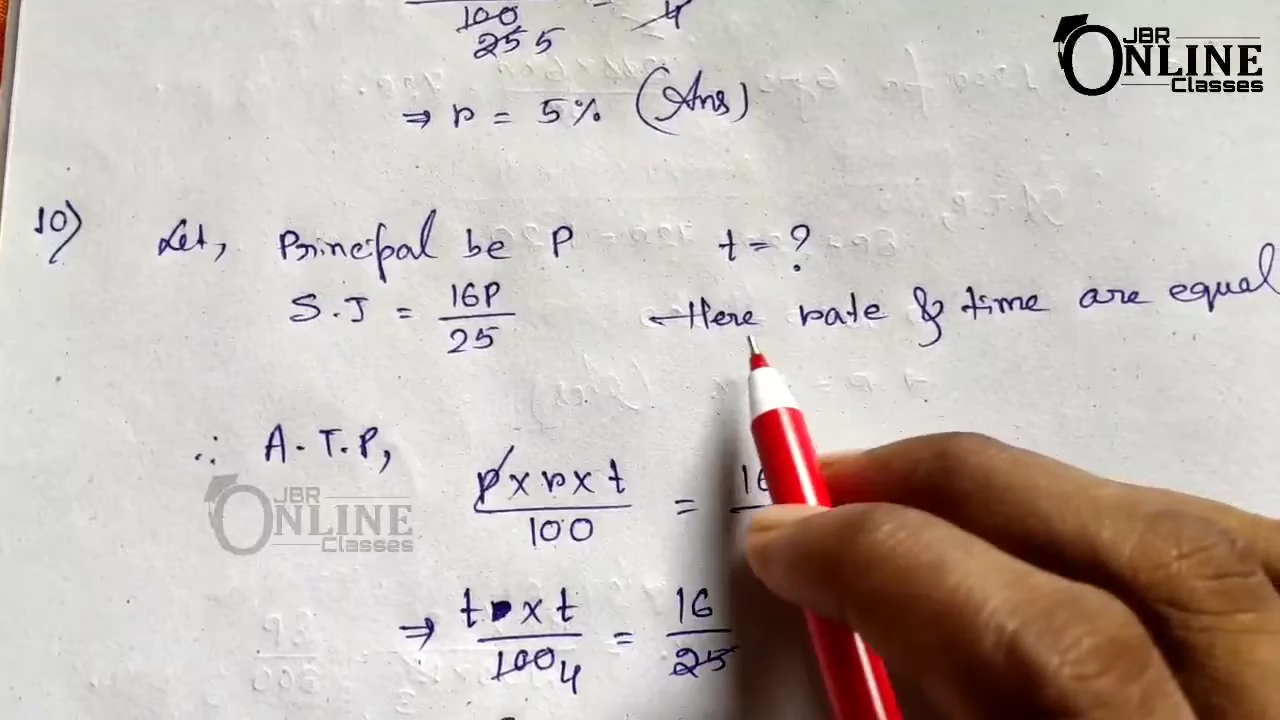 100 = 4
25 5
⇒ r = 5% (Ans)
JBR
ONLINE
Classes
10) Let, Principal be P t = ?
S.I = 16P/25 ←Here rate & time are equal
∴ A.T.P,
P×r×t/100 = 16
JBR
ONLINE
Classes
⇒ t×t/100 4 = 16/25